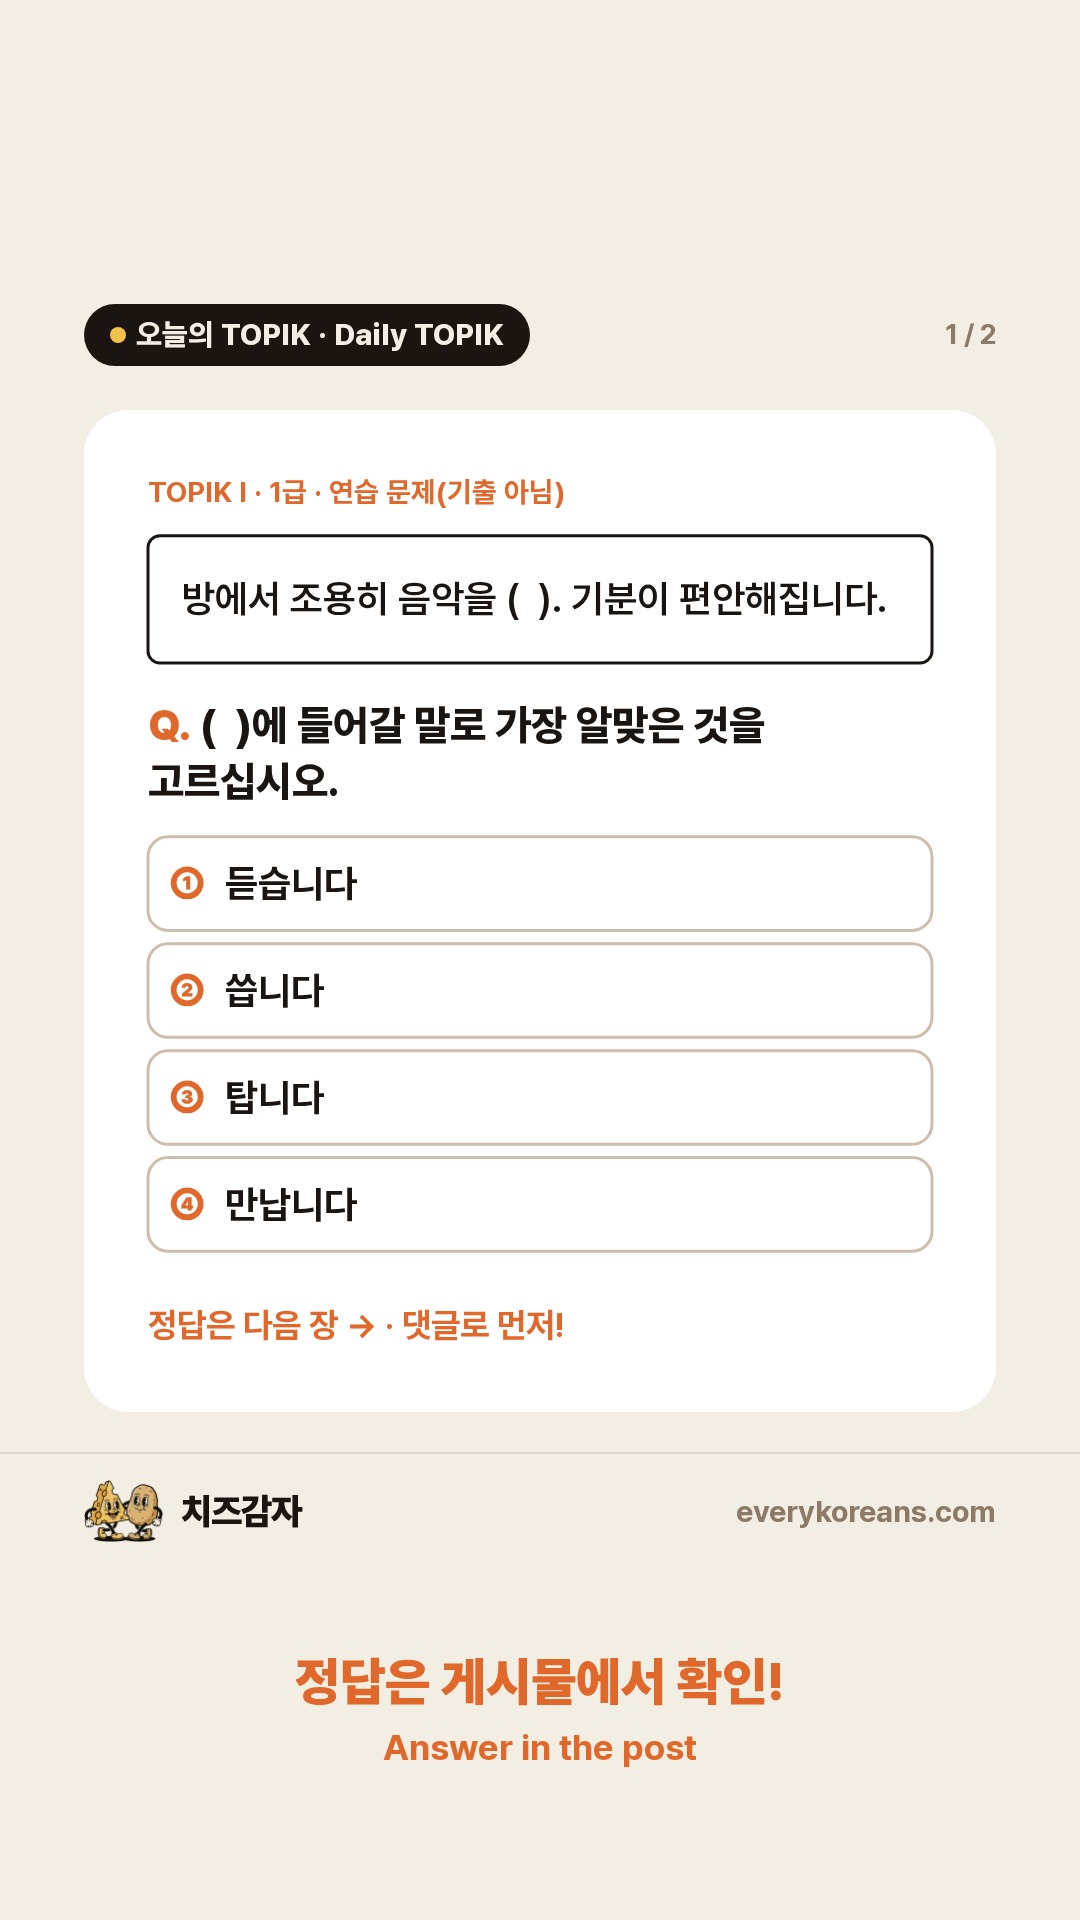 오늘의 TOPIK · Daily TOPIK
1 / 2
TOPIK I · 1급 · 연습 문제(기출 아님)
방에서 조용히 음악을 (  ). 기분이 편안해집니다.
Q. (  )에 들어갈 말로 가장 알맞은 것을
고르십시오.
① 듣습니다
② 씁니다
③ 탑니다
④ 만납니다
정답은 다음 장 → · 댓글로 먼저!
치즈감자
everykoreans.com
정답은 게시물에서 확인!
Answer in the post